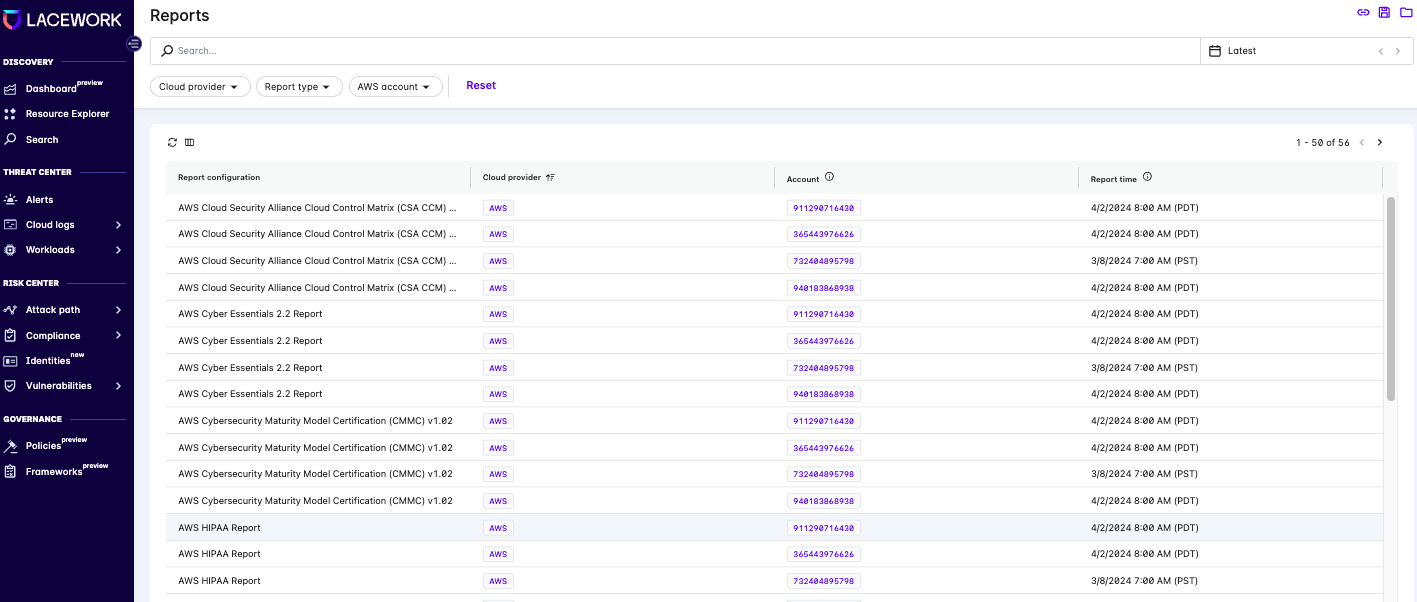 LACEWORK
DISCOVERY
Dashboard preview
Resource Explorer
Search
THREAT CENTER
Alerts
Cloud logs
Workloads
RISK CENTER
Attack path
Compliance
Identities new
Vulnerabilities
GOVERNANCE
Policies preview
Frameworks preview
Reports
Search...
Latest
Cloud provider
Report type
AWS account
Reset
1 - 50 of 56
Report configuration Cloud provider Account Report time
AWS Cloud Security Alliance Cloud Control Matrix (CSA CCM) ... AWS 911290716430 4/2/2024 8:00 AM (PDT)
AWS Cloud Security Alliance Cloud Control Matrix (CSA CCM) ... AWS 365443976626 4/2/2024 8:00 AM (PDT)
AWS Cloud Security Alliance Cloud Control Matrix (CSA CCM) ... AWS 732404895798 3/8/2024 7:00 AM (PST)
AWS Cloud Security Alliance Cloud Control Matrix (CSA CCM) ... AWS 940183868938 4/2/2024 8:00 AM (PDT)
AWS Cyber Essentials 2.2 Report AWS 911290716430 4/2/2024 8:00 AM (PDT)
AWS Cyber Essentials 2.2 Report AWS 365443976626 4/2/2024 8:00 AM (PDT)
AWS Cyber Essentials 2.2 Report AWS 732404895798 3/8/2024 7:00 AM (PST)
AWS Cyber Essentials 2.2 Report AWS 940183868938 4/2/2024 8:00 AM (PDT)
AWS Cybersecurity Maturity Model Certification (CMMC) v1.02 AWS 911290716430 4/2/2024 8:00 AM (PDT)
AWS Cybersecurity Maturity Model Certification (CMMC) v1.02 AWS 365443976626 4/2/2024 8:00 AM (PDT)
AWS Cybersecurity Maturity Model Certification (CMMC) v1.02 AWS 732404895798 3/8/2024 7:00 AM (PST)
AWS Cybersecurity Maturity Model Certification (CMMC) v1.02 AWS 940183868938 4/2/2024 8:00 AM (PDT)
AWS HIPAA Report AWS 911290716430 4/2/2024 8:00 AM (PDT)
AWS HIPAA Report AWS 365443976626 4/2/2024 8:00 AM (PDT)
AWS HIPAA Report AWS 732404895798 3/8/2024 7:00 AM (PST)